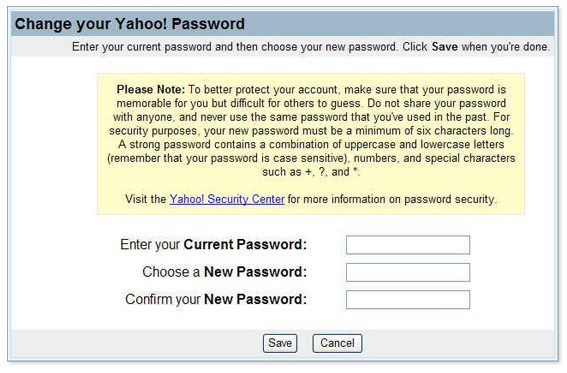 Change your Yahoo! Password
Enter your current password and then choose your new password. Click Save when you're done.
Please Note: To better protect your account, make sure that your password is
memorable for you but difficult for others to guess. Do not share your password
with anyone, and never use the same password that you've used in the past. For
security purposes, your new password must be a minimum of six characters long.
A strong password contains a combination of uppercase and lowercase letters
(remember that your password is case sensitive), numbers, and special characters
such as +, ?, and *.
Visit the Yahoo! Security Center for more information on password security.
Enter your Current Password:
Choose a New Password:
Confirm your New Password:
Save Cancel